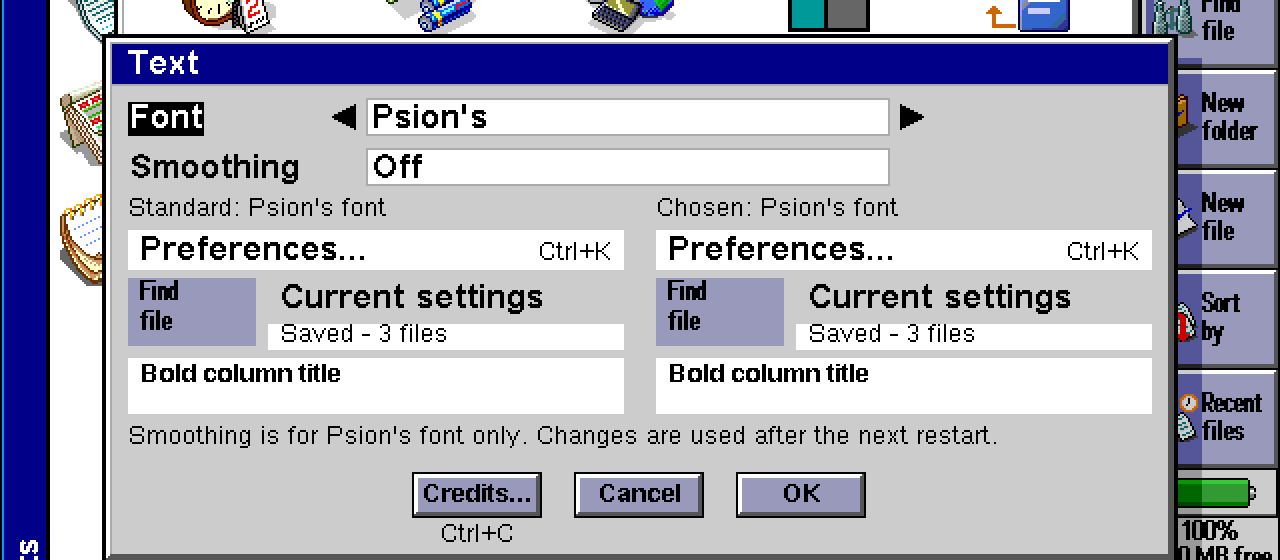 Text
Font Psion's
Smoothing Off
Standard: Psion's font
Preferences... Ctrl+K
Find
file
Current settings
Saved - 3 files
Bold column title
Chosen: Psion's font
Preferences... Ctrl+K
Find
file
Current settings
Saved - 3 files
Bold column title
Smoothing is for Psion's font only. Changes are used after the next restart.
Credits...
Cancel
OK
Ctrl+C
Find
file
New
folder
New
file
Sort
by
Recent
files
100%
MB free